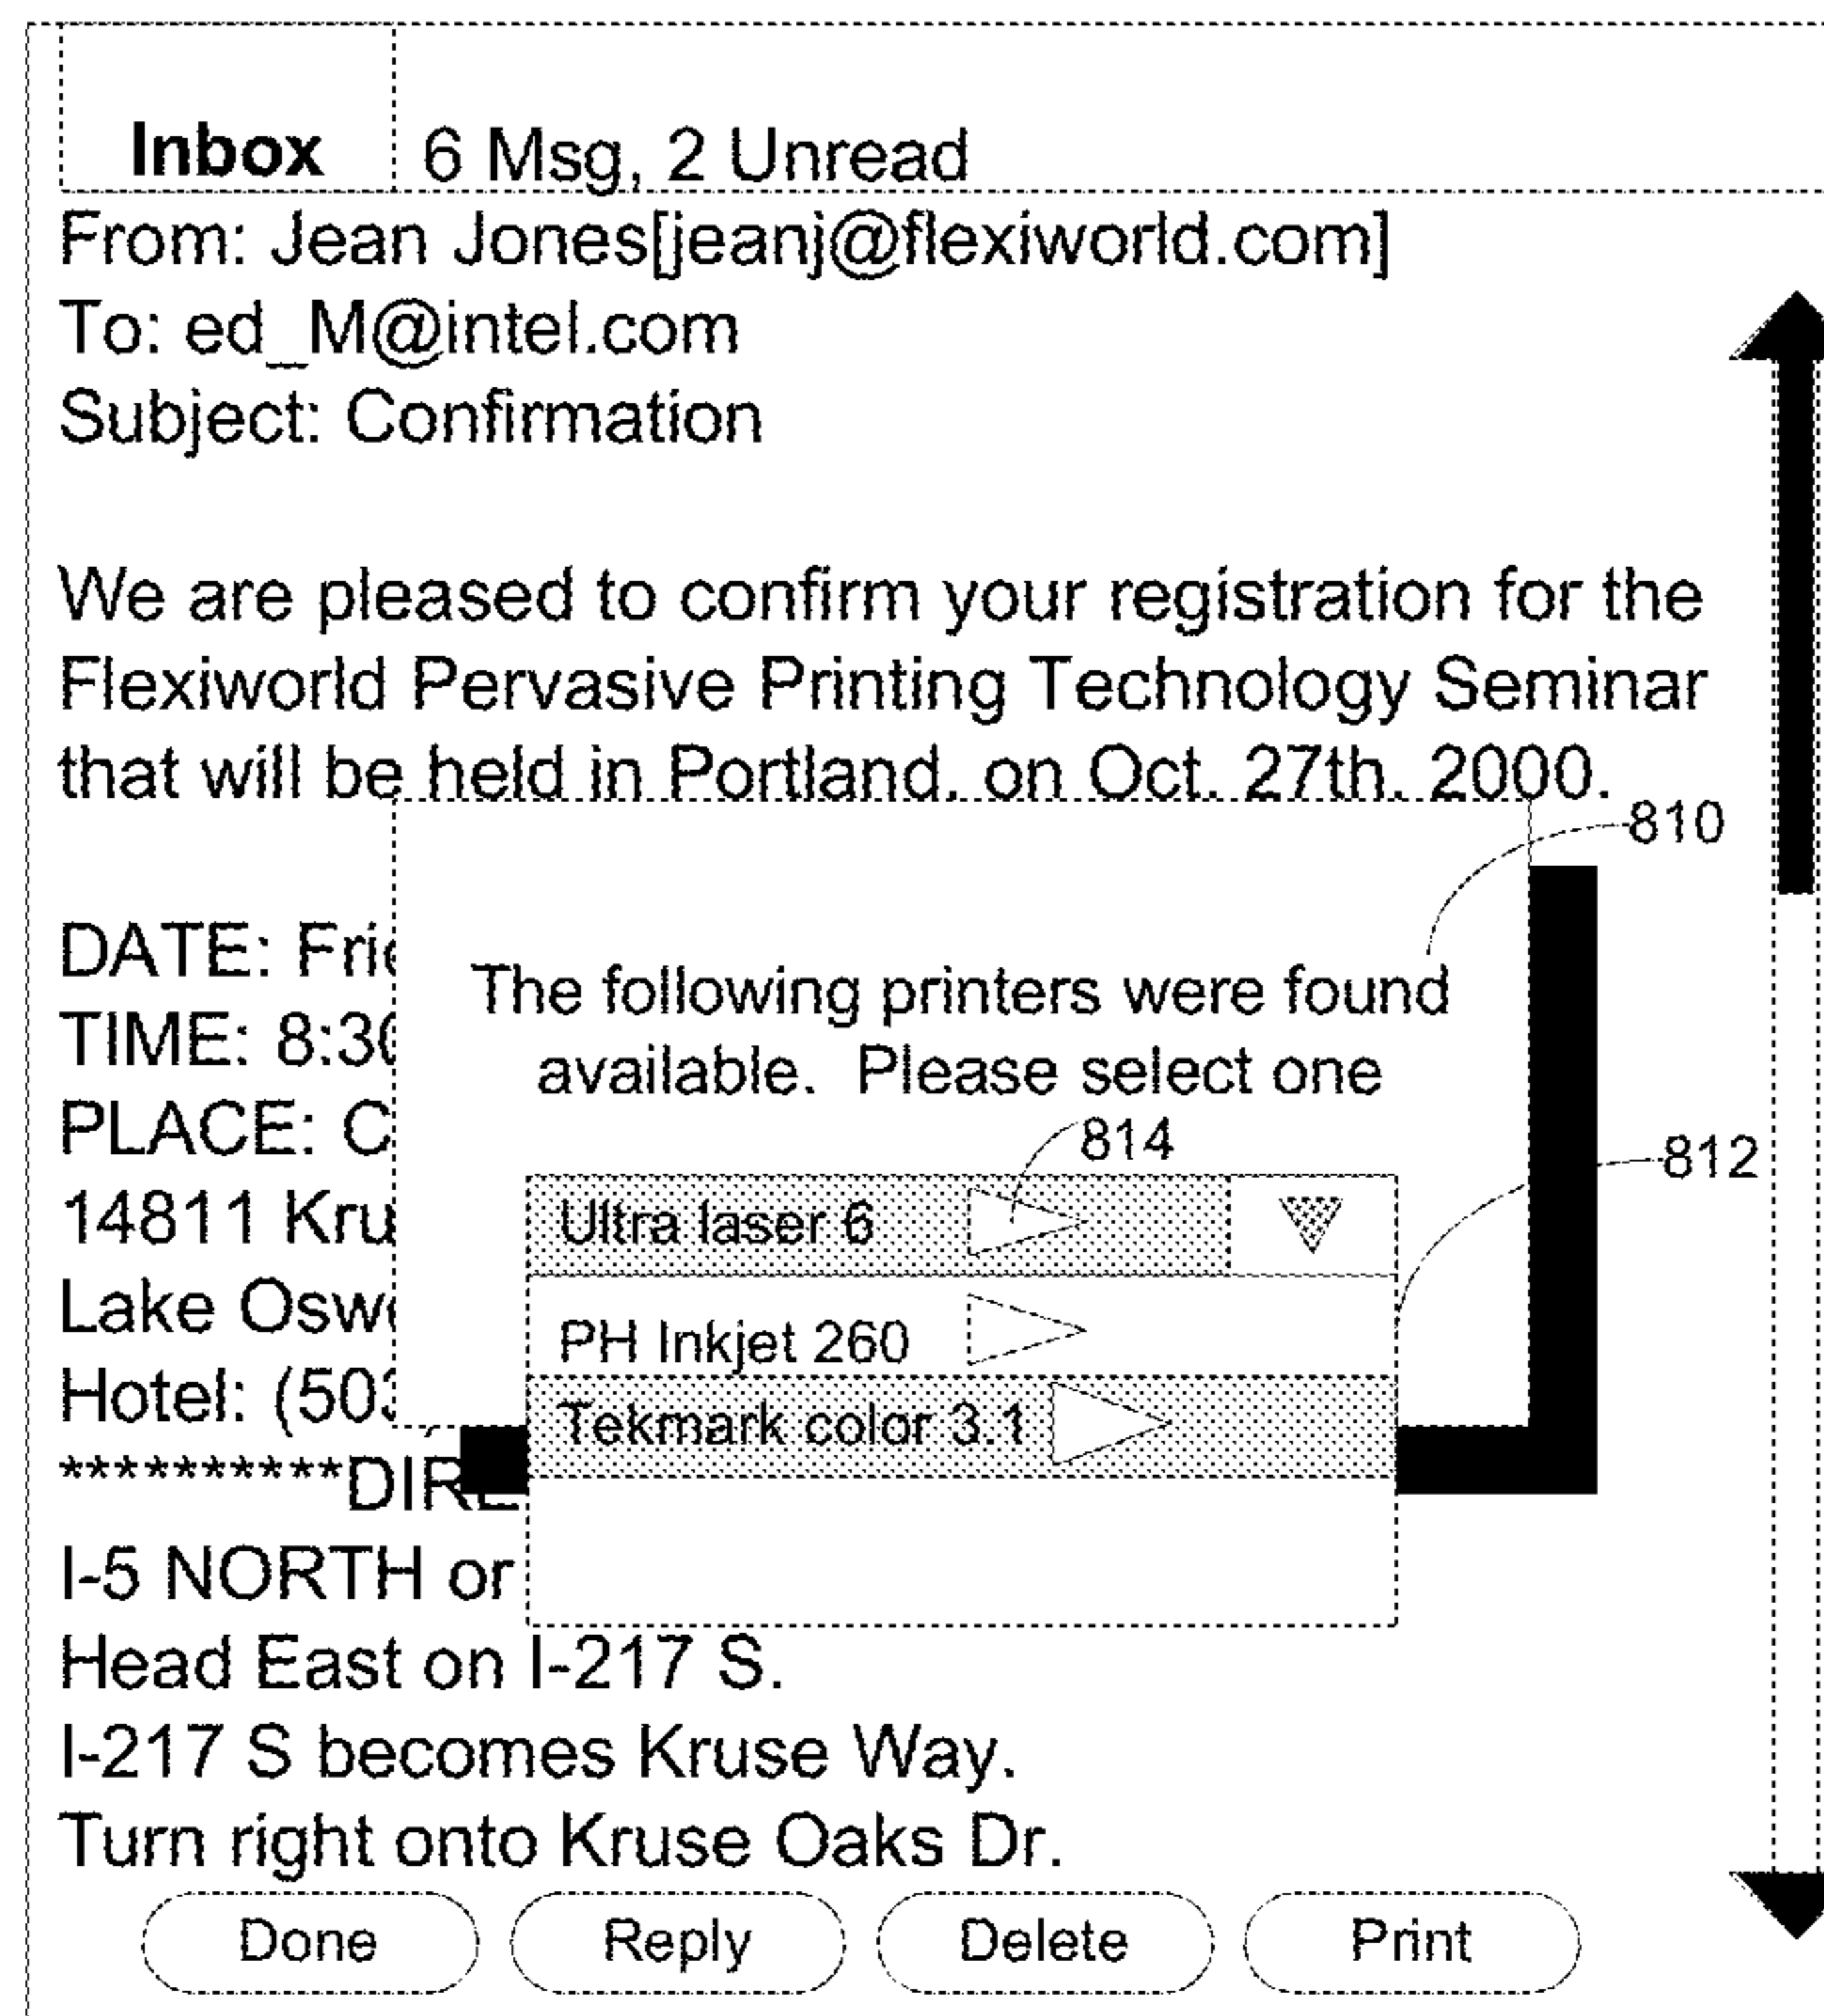 Inbox 6 Msg, 2 Unread
From: Jean Jones[jeanj@flexiworld.com]
To: ed_M@intel.com
Subject: Confirmation
We are pleased to confirm your registration for the
Flexiworld Pervasive Printing Technology Seminar
that will be held in Portland. on Oct. 27th. 2000.
810
DATE:
The following printers were found
TIME: 8:30
available. Please select one
PLACE: C
814
812
14811 Kru
Ultra laser 6
Lake Osw
PH Inkjet 260
Hotel: (503
Tekmark color 3.1
**********DIRE
I-5 NORTH or
Head East on I-217 S.
I-217 S becomes Kruse Way.
Turn right onto Kruse Oaks Dr.
Done Reply Delete Print